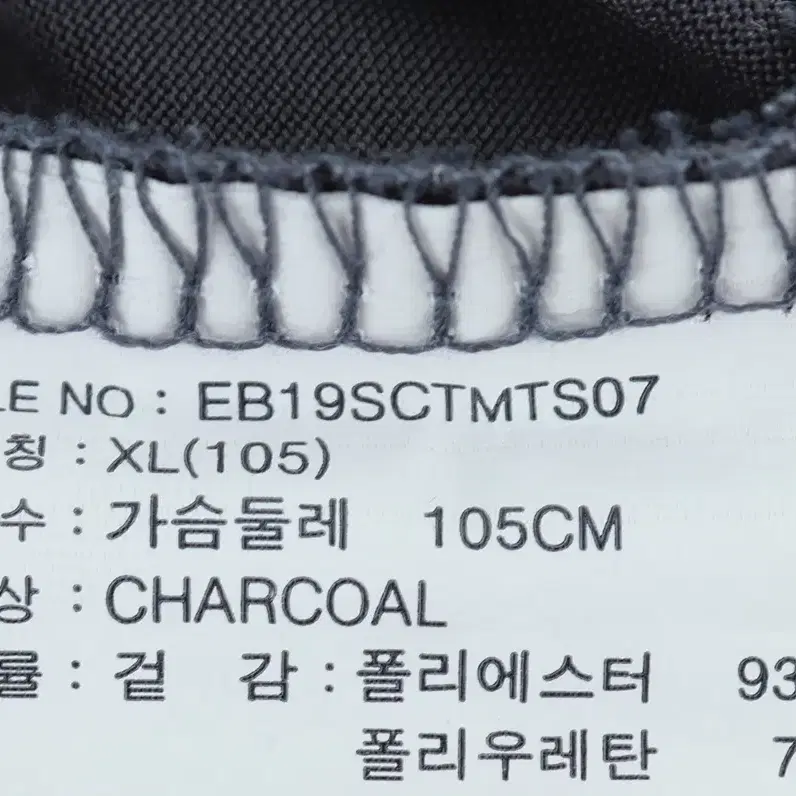 LE NO : EB19SCTMTS07
칭 : XL(105)
수 : 가슴둘레 105CM
상 : CHARCOAL
률 : 겉 감 : 폴리에스터 93
폴리우레탄 7